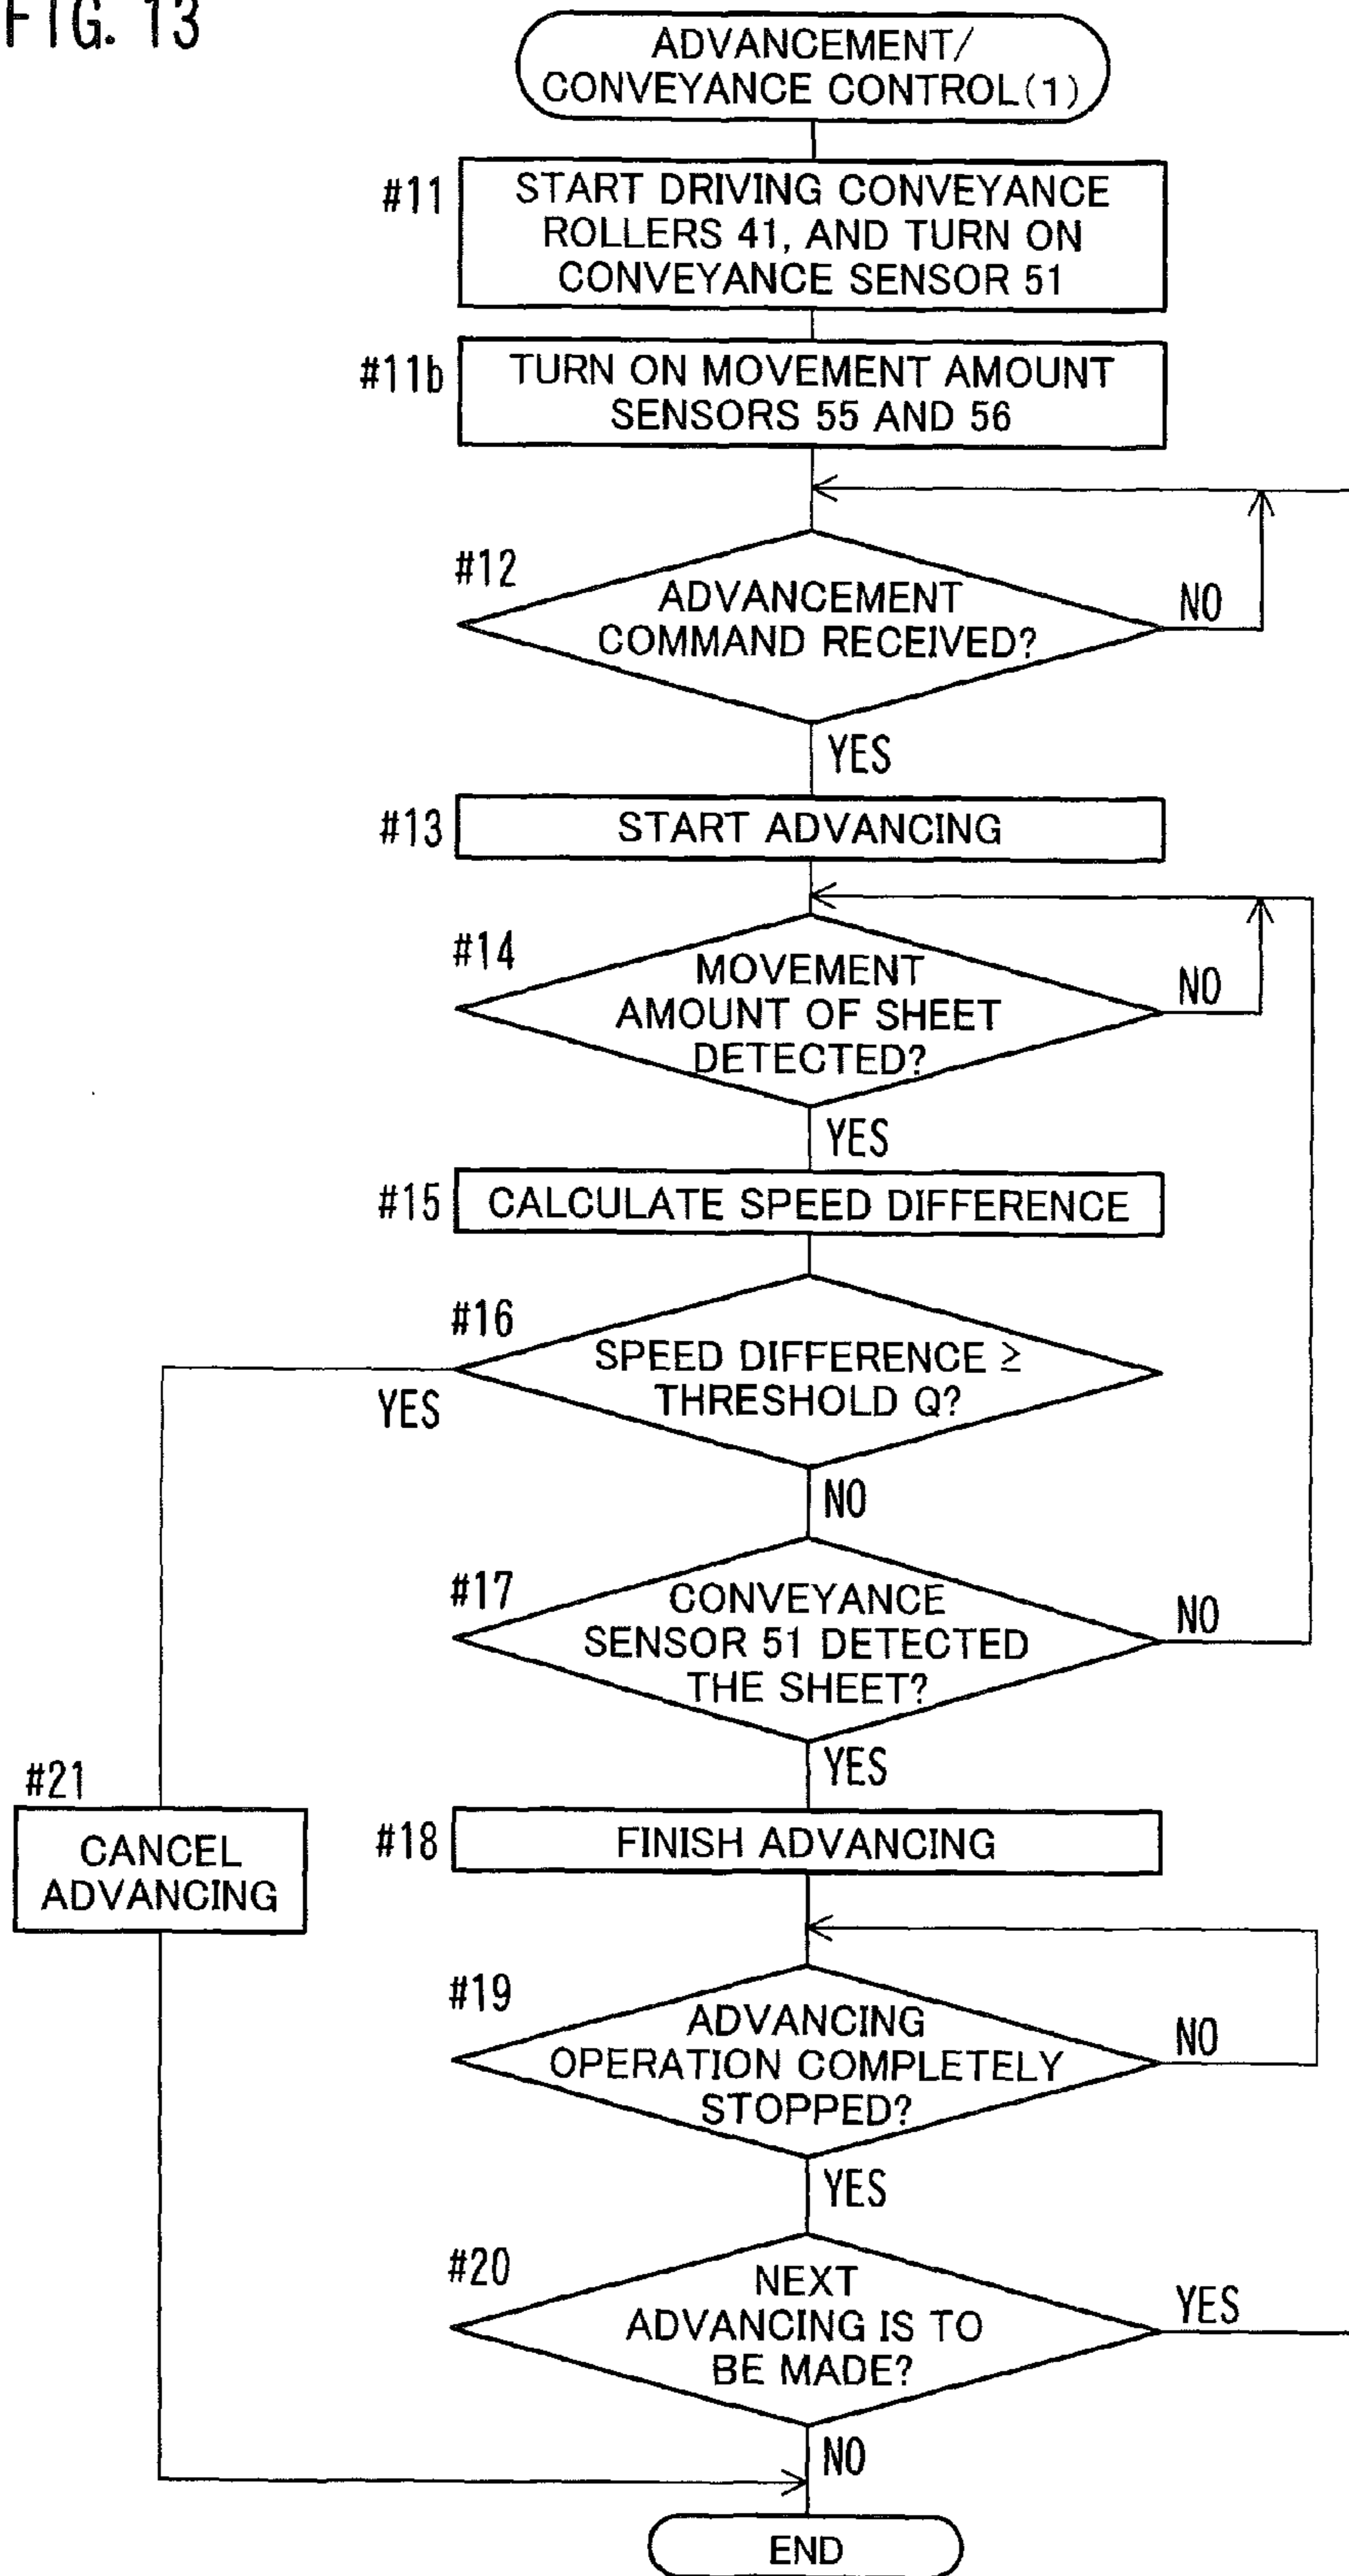 FIG. 13
ADVANCEMENT/
CONVEYANCE CONTROL(1)
#11
START DRIVING CONVEYANCE
ROLLERS 41, AND TURN ON
CONVEYANCE SENSOR 51
#11b
TURN ON MOVEMENT AMOUNT
SENSORS 55 AND 56
#12
ADVANCEMENT
COMMAND RECEIVED?
NO
YES
#13
START ADVANCING
#14
MOVEMENT
AMOUNT OF SHEET
DETECTED?
NO
YES
#15
CALCULATE SPEED DIFFERENCE
#16
SPEED DIFFERENCE ≥
THRESHOLD Q?
YES
NO
#17
CONVEYANCE
SENSOR 51 DETECTED
THE SHEET?
NO
YES
#21
CANCEL
ADVANCING
#18
FINISH ADVANCING
#19
ADVANCING
OPERATION COMPLETELY
STOPPED?
NO
YES
#20
NEXT
ADVANCING IS TO
BE MADE?
YES
NO
END